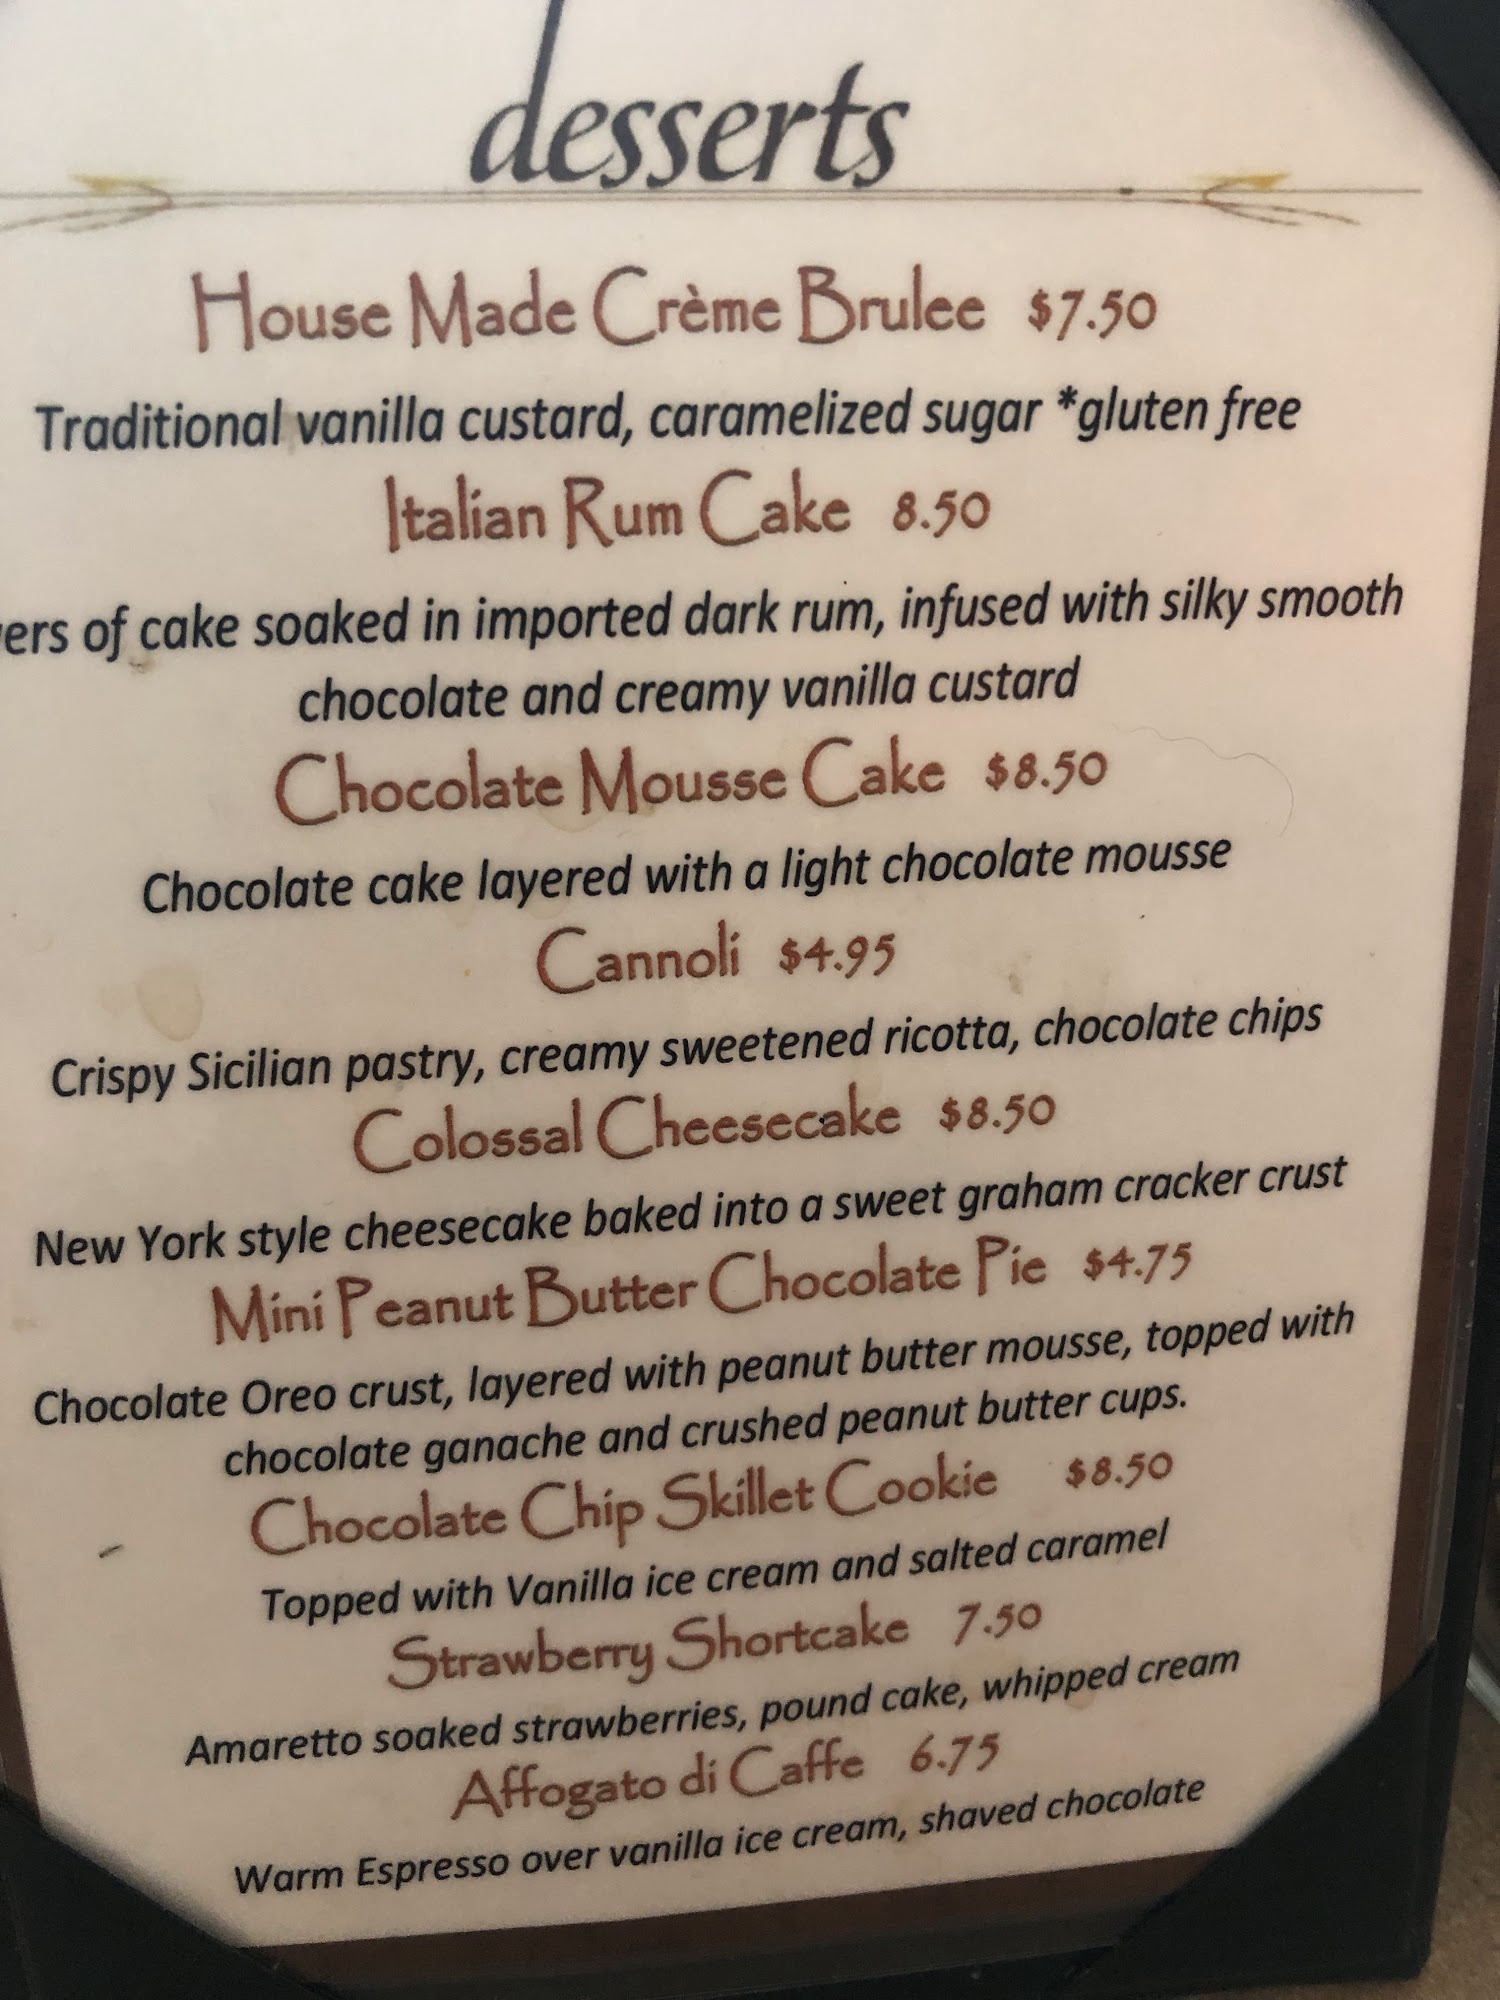 desserts
House Made Crème Brulee $7.50
Traditional vanilla custard, caramelized sugar *gluten free
Italian Rum Cake 8.50
of cake soaked in imported dark rum, infused with silky smooth
chocolate and creamy vanilla custard
Chocolate Mousse Cake $8.50
Chocolate cake layered with a light chocolate mousse
Cannoli $4.95
Crispy Sicilian pastry, creamy sweetened ricotta, chocolate chips
Colossal Cheesecake $8.50
New York style cheesecake baked into a sweet graham cracker crust
Mini Peanut Butter Chocolate Pie $4.75
Chocolate Oreo crust, layered with peanut butter mousse, topped with
chocolate ganache and crushed peanut butter cups.
Chocolate Chip Skillet Cookie $8.50
Topped with Vanilla ice cream and salted caramel
Strawberry Shortcake 7.50
Amaretto soaked strawberries, pound cake, whipped cream
Affogato di Caffe 6.75
Warm Espresso over vanilla ice cream, shaved chocolate